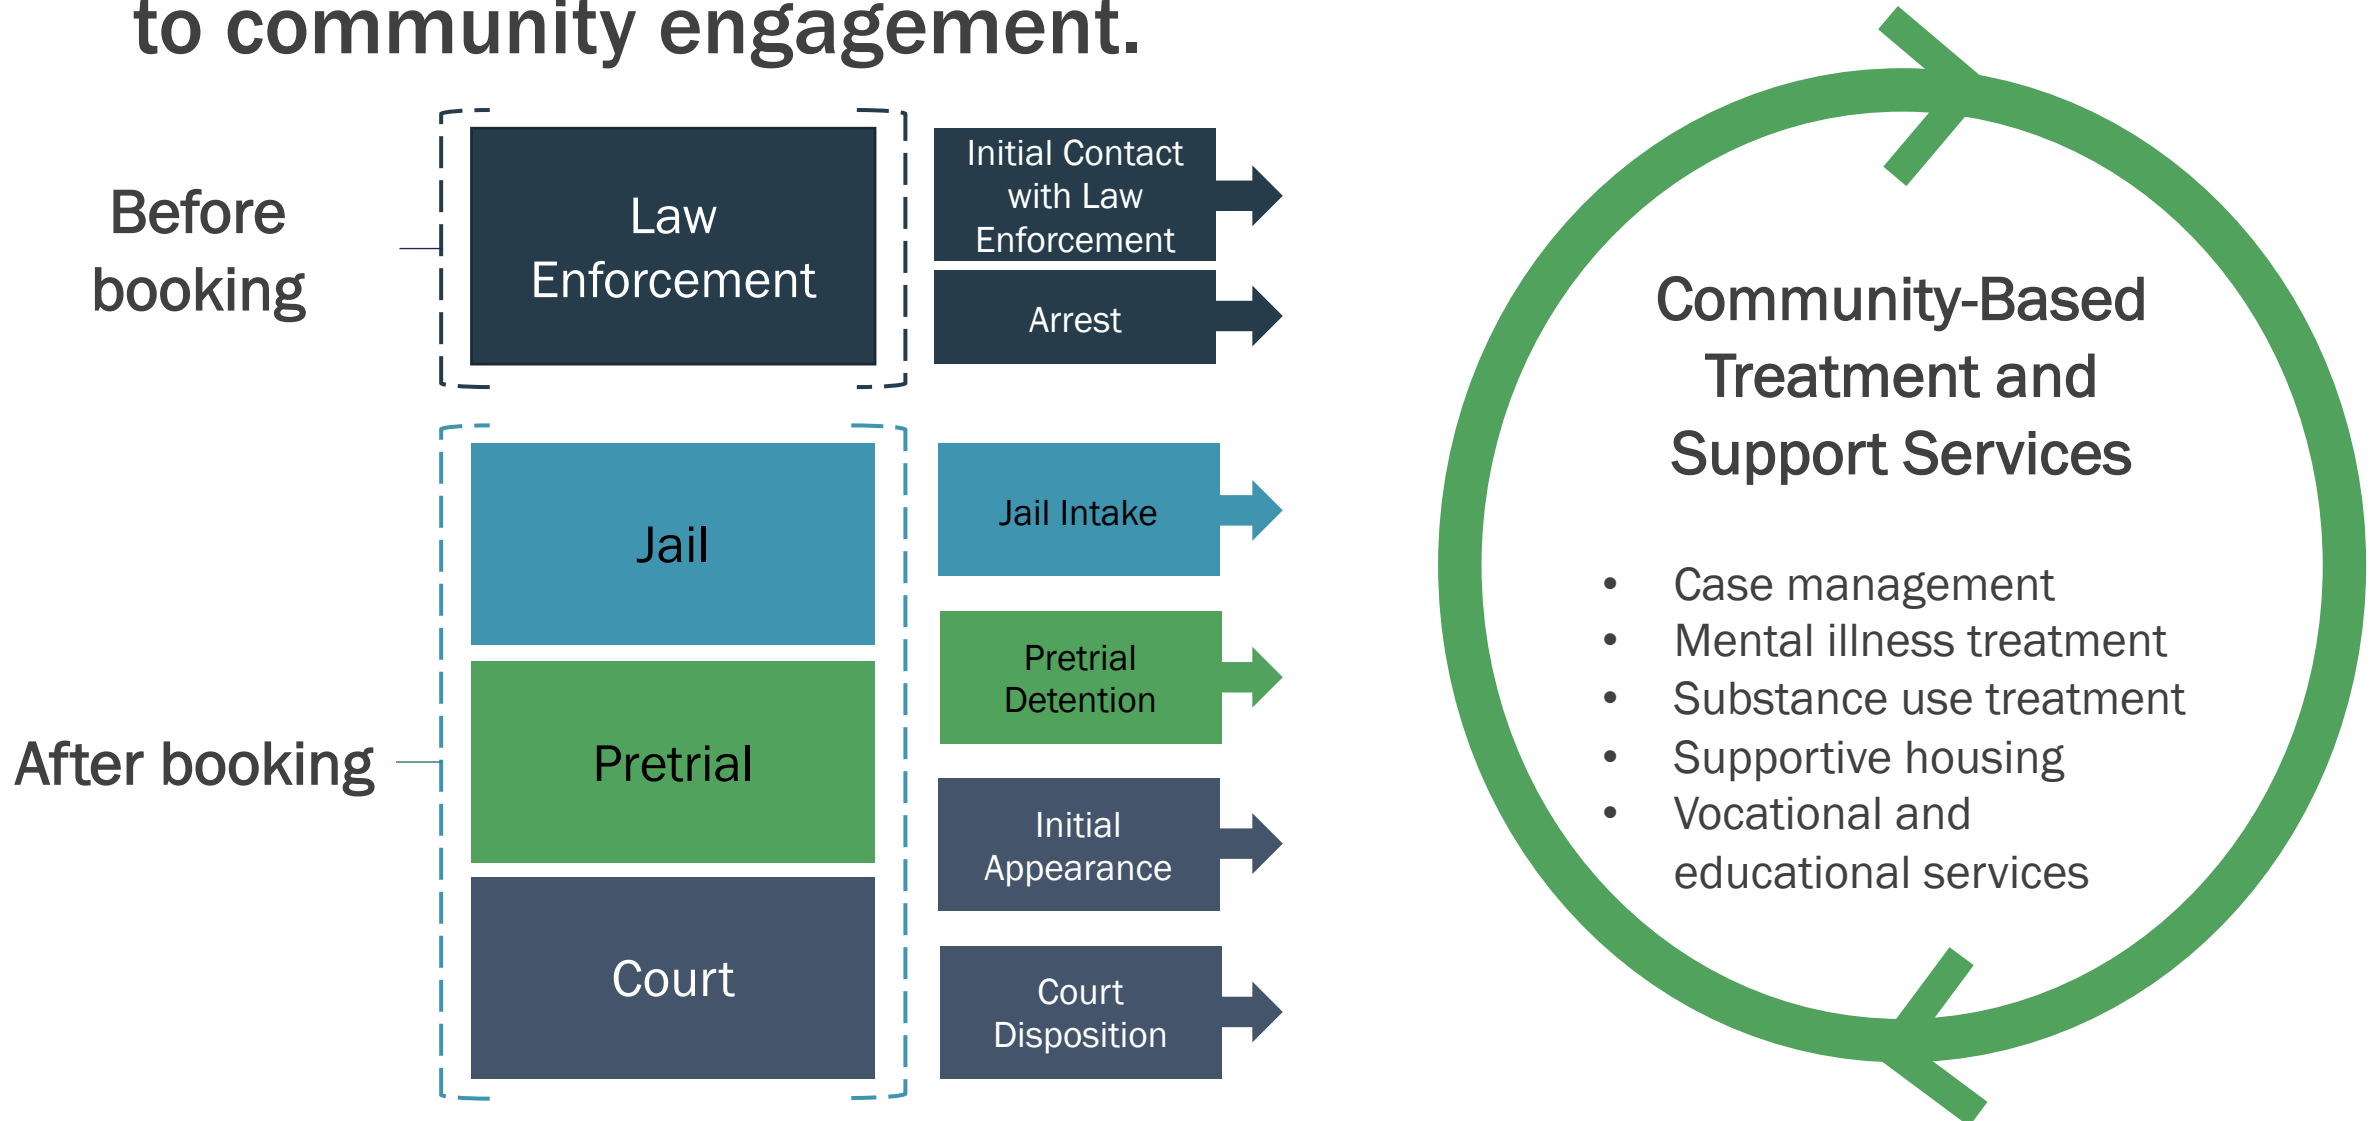 to community engagement.
Before
booking
Law
Enforcement
Initial Contact
with Law
Enforcement
Arrest
After booking
Jail
Pretrial
Court
Jail Intake
Pretrial
Detention
Initial
Appearance
Court
Disposition
Community-Based
Treatment and
Support Services
• Case management
• Mental illness treatment
• Substance use treatment
• Supportive housing
• Vocational and
educational services